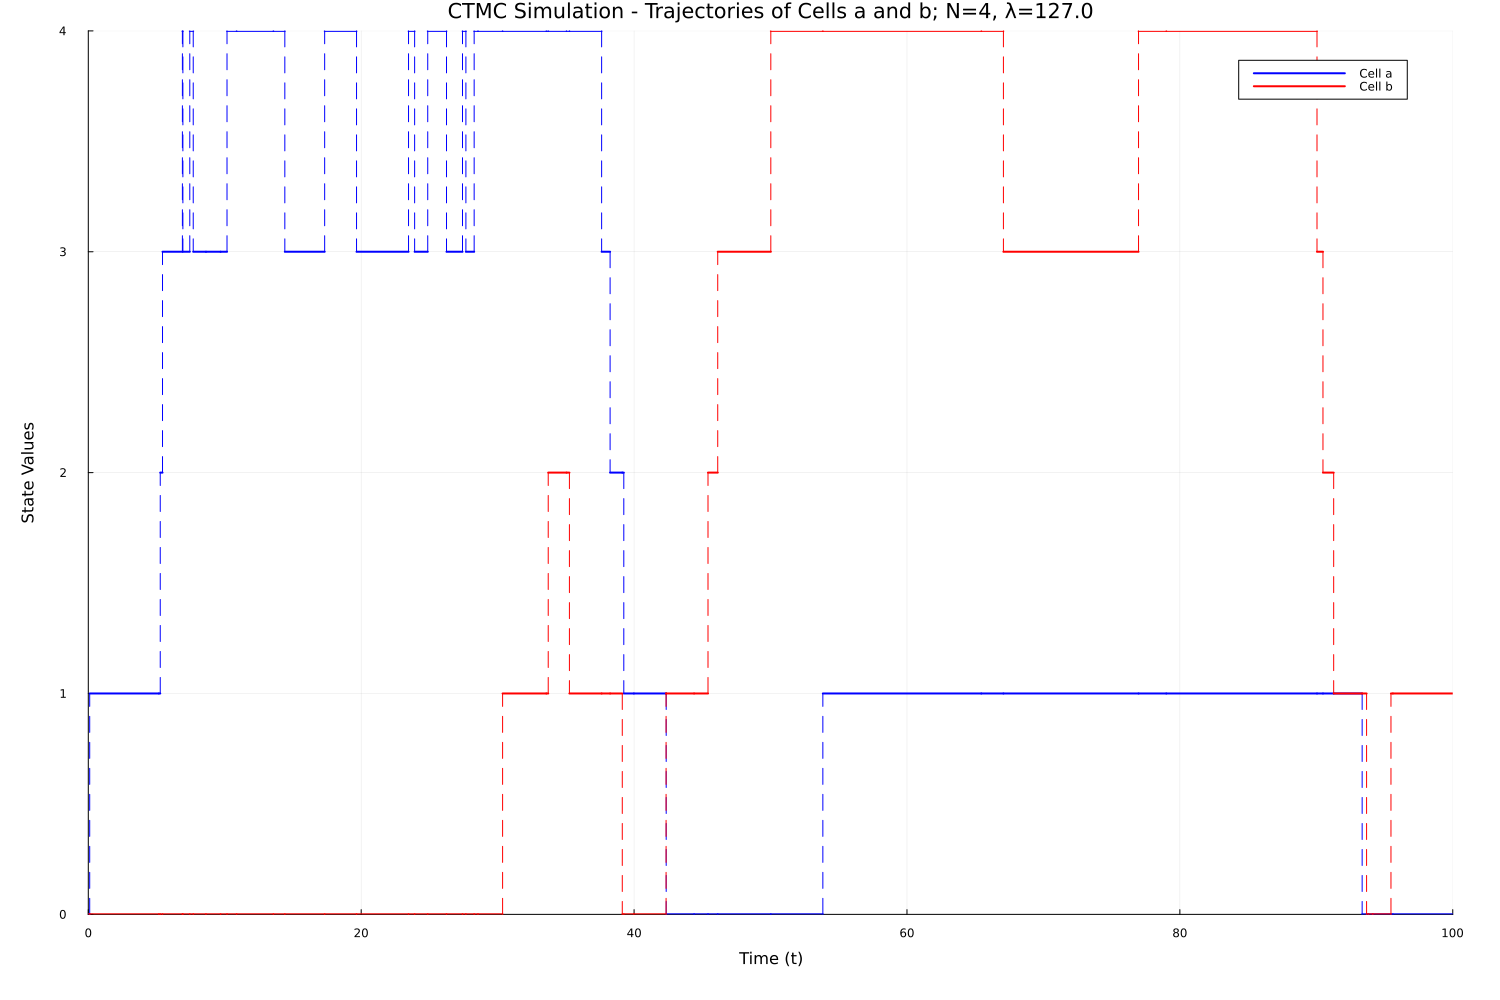 CTMC Simulation - Trajectories of Cells a and b; N=4, λ=127.0
4
Cell a
Cell b
3
State Values
2
1
0
0 20 40 60 80 100
Time (t)